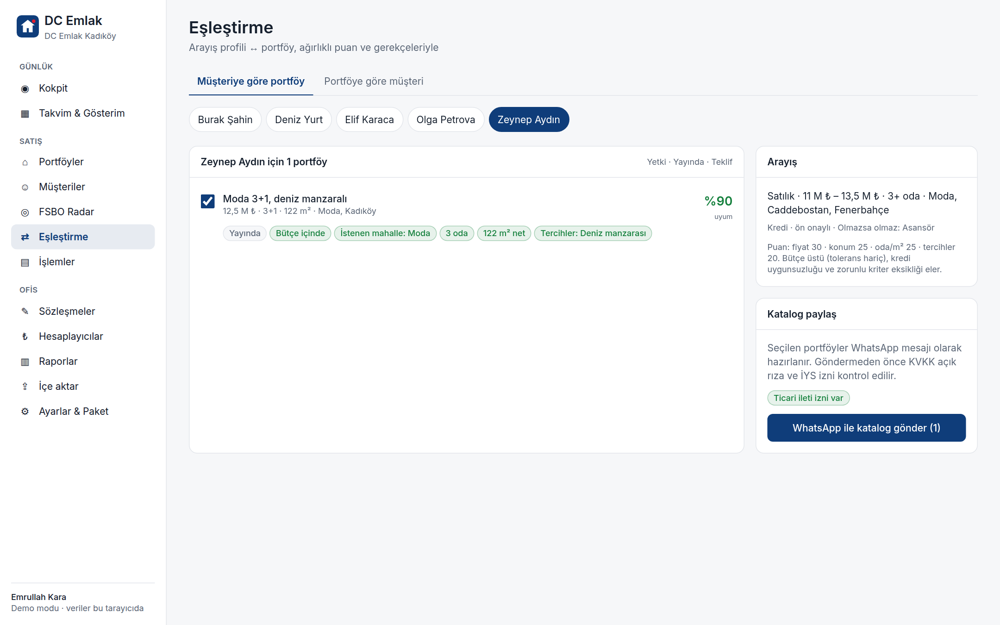 DC Emlak
DC Emlak Kadıköy
GÜNLÜK
Kokpit
Takvim & Gösterim
SATIŞ
Portföyler
Müşteriler
FSBO Radar
Eşleştirme
İşlemler
OFİS
Sözleşmeler
₺ Hesaplayıcılar
Raporlar
İçe aktar
Ayarlar & Paket
Emrullah Kara
Demo modu · veriler bu tarayıcıda
Eşleştirme
Arayış profili ↔ portföy, ağırlıklı puan ve gerekçeleriyle
Müşteriye göre portföy
Portföye göre müşteri
Burak Şahin
Deniz Yurt
Elif Karaca
Olga Petrova
Zeynep Aydın
Zeynep Aydın için 1 portföy
Yetki · Yayında · Teklif
Moda 3+1, deniz manzaralı
12,5 M ₺ · 3+1 · 122 m² · Moda, Kadıköy
%90
uyum
Yayında
Bütçe içinde
İstenen mahalle: Moda
3 oda
122 m² net
Tercihler: Deniz manzarası
Arayış
Satılık · 11 M ₺ – 13,5 M ₺ · 3+ oda · Moda,
Caddebostan, Fenerbahçe
Kredi · ön onaylı · Olmazsa olmaz: Asansör
Puan: fiyat 30 · konum 25 · oda/m² 25 · tercihler
20. Bütçe üstü (tolerans hariç), kredi
uygunsuzluğu ve zorunlu kriter eksikliği eler.
Katalog paylaş
Seçilen portföyler WhatsApp mesajı olarak
hazırlanır. Göndermeden önce KVKK açık
rıza ve İYS izni kontrol edilir.
Ticari ileti izni var
WhatsApp ile katalog gönder (1)